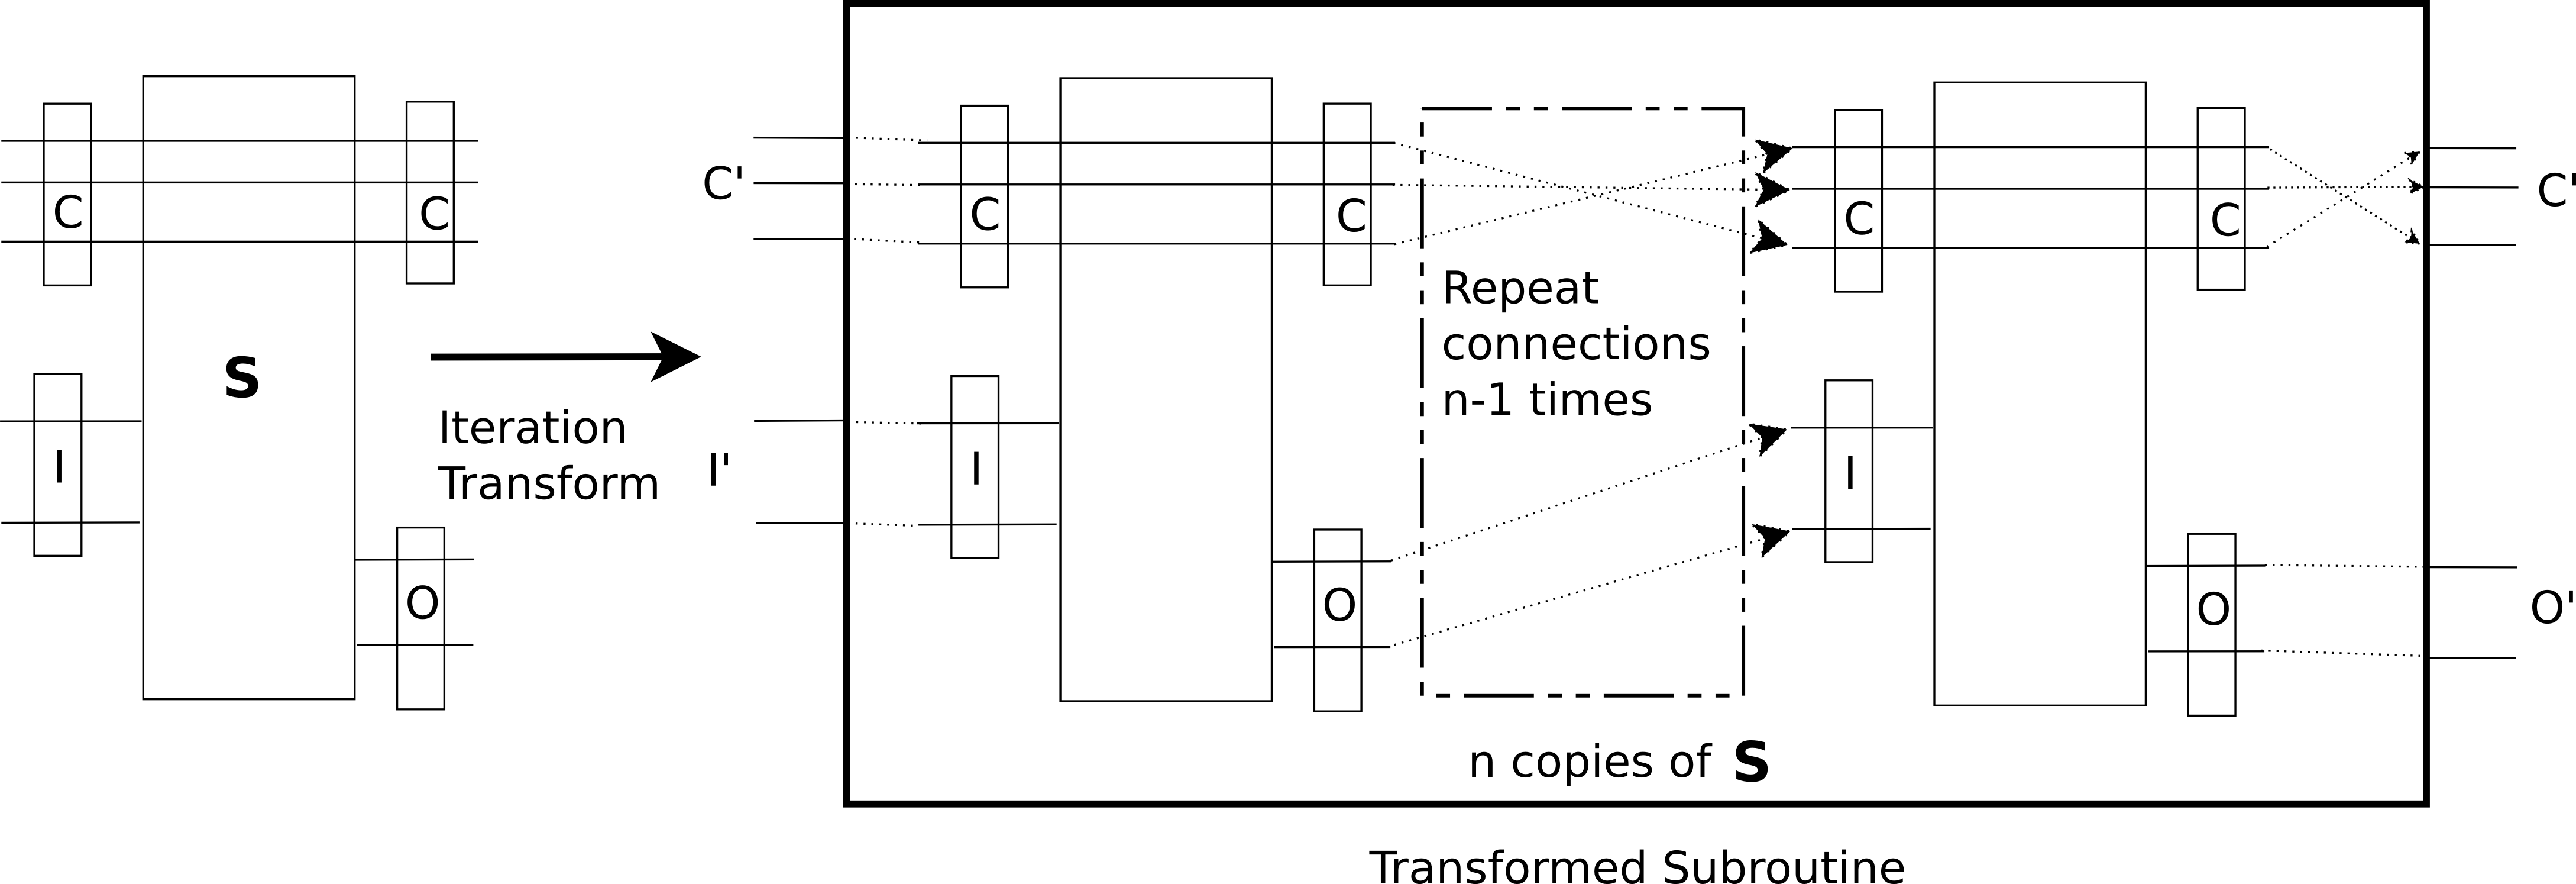 C
C
S
I
O
Iteration
Transform
C'
I'
C
C
I
O
Repeat
connections
n-1 times
C
C
I
O
C'
O'
n copies of S
Transformed Subroutine